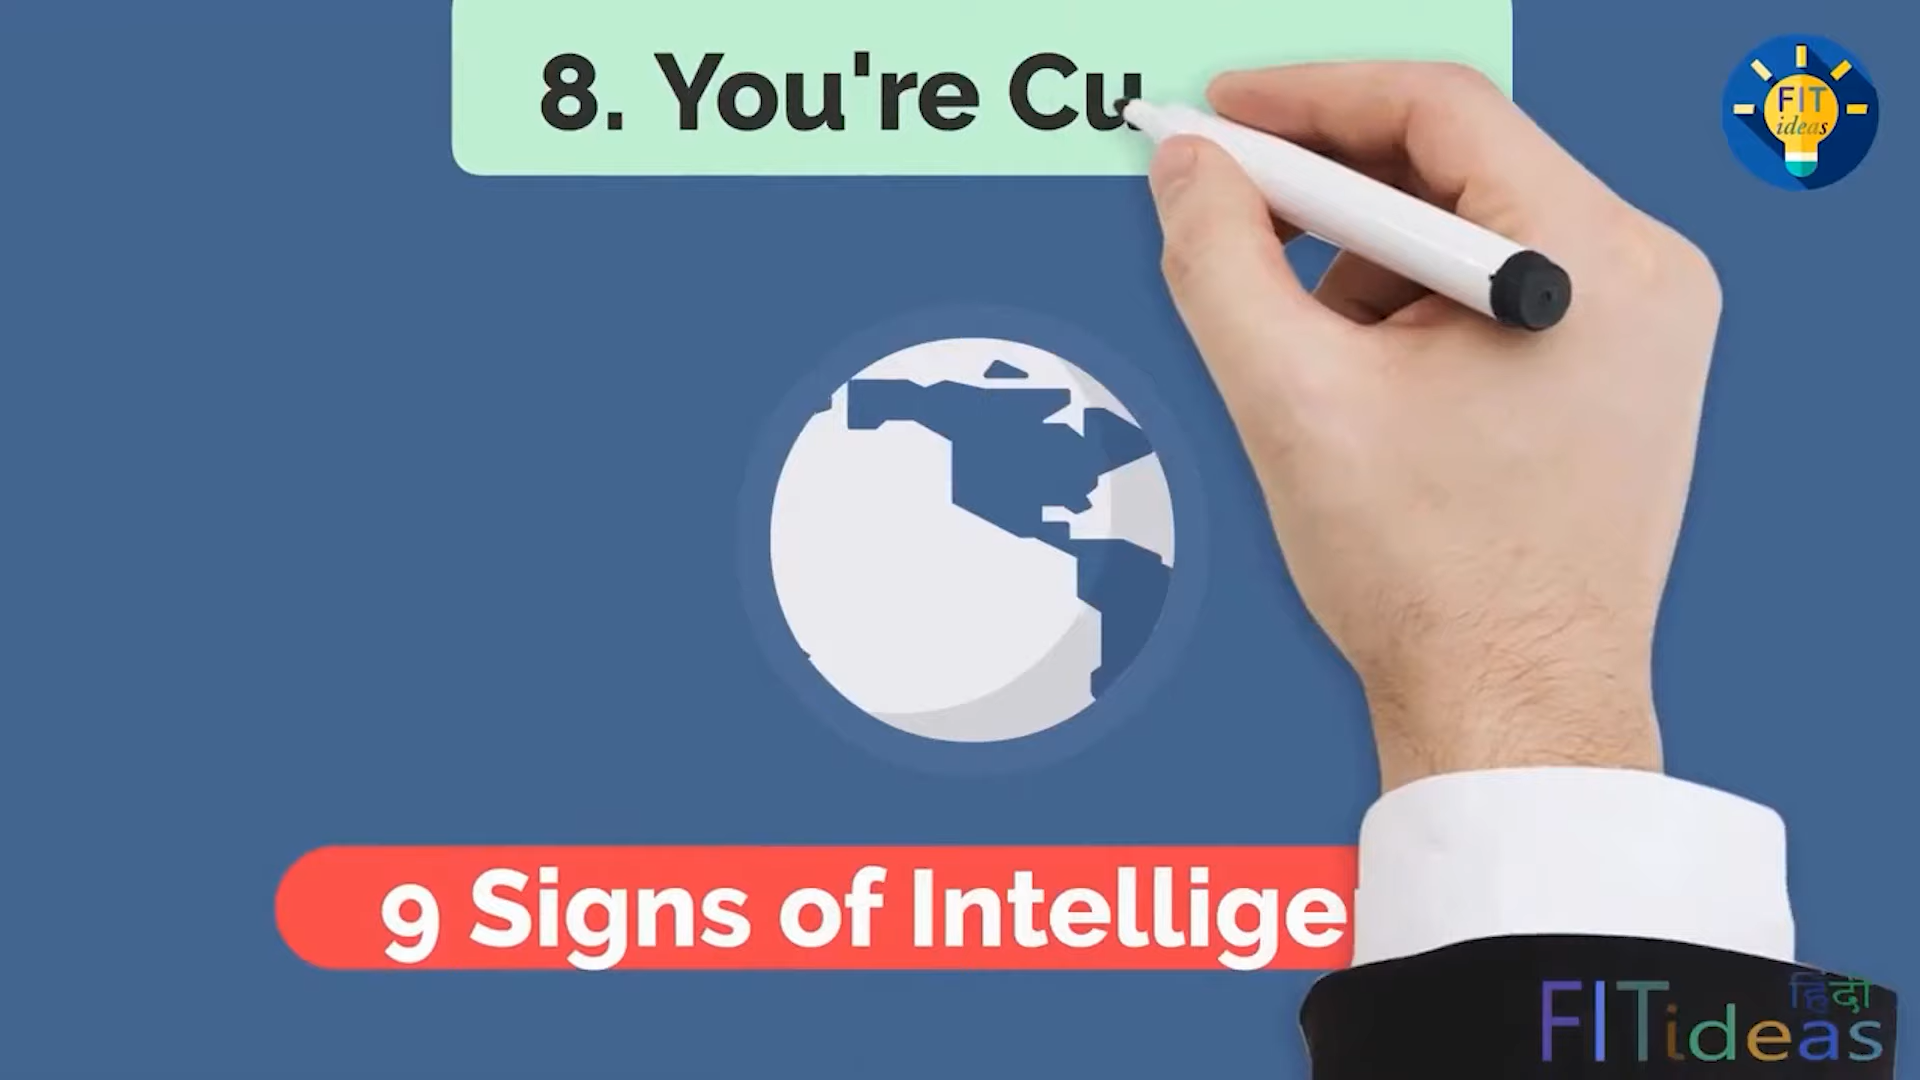 8. You're Cu
FIT
ideas
9 Signs of Intellige
हिंदी
FITideas